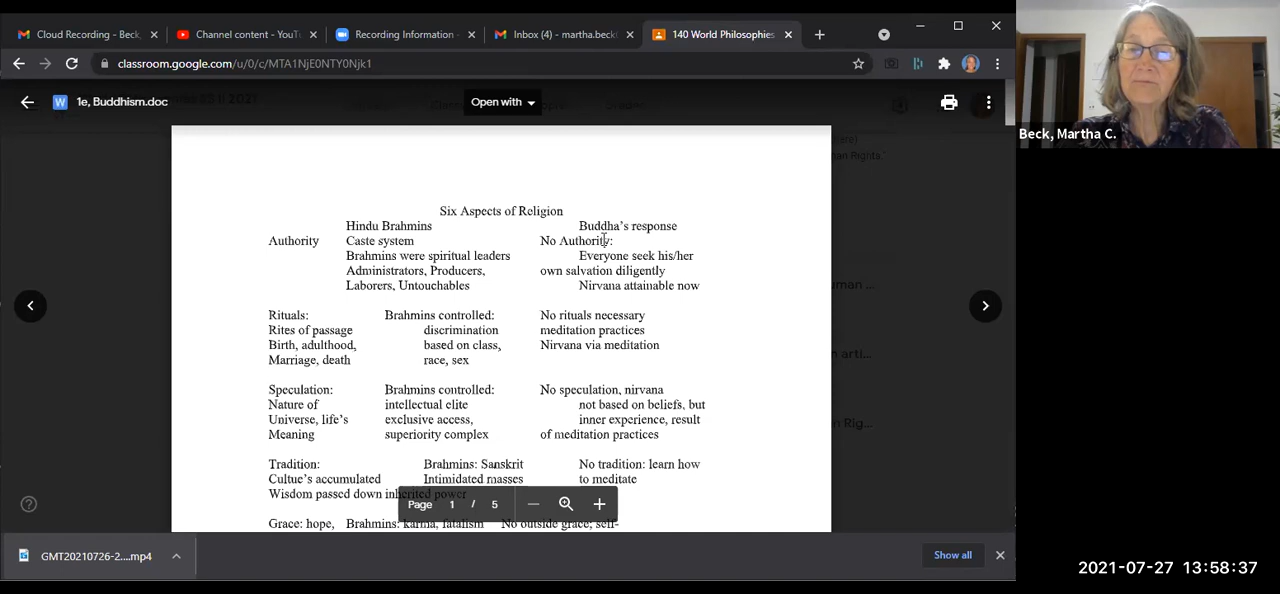 Cloud Recording - Beck,
Channel content - YouTu
Recording Information -
Inbox (4) - martha.beck
140 World Philosophies
classroom.google.com/u/0/c/MTA1NjE0NTY0Njk1
1e, Buddhism.doc
Open with
Beck, Martha C.
Six Aspects of Religion
Hindu Brahmins Buddha's response
Authority Caste system No Authority:
Brahmins were spiritual leaders Everyone seek his/her
Administrators, Producers, own salvation diligently
Laborers, Untouchables Nirvana attainable now
Rituals: Brahmins controlled: No rituals necessary
Rites of passage discrimination meditation practices
Birth, adulthood, based on class, Nirvana via meditation
Marriage, death race, sex
Speculation: Brahmins controlled: No speculation, nirvana
Nature of intellectual elite not based on beliefs, but
Universe, life's exclusive access, inner experience, result
Meaning superiority complex of meditation practices
Tradition: Brahmins: Sanskrit No tradition: learn how
Cultue's accumulated Intimidated masses to meditate
Wisdom passed down inherited power
Page 1 / 5
Grace: hope, Brahmins: karma, fatalism No outside grace; self-
GMT20210726-2....mp4
Show all
2021-07-27 13:58:37